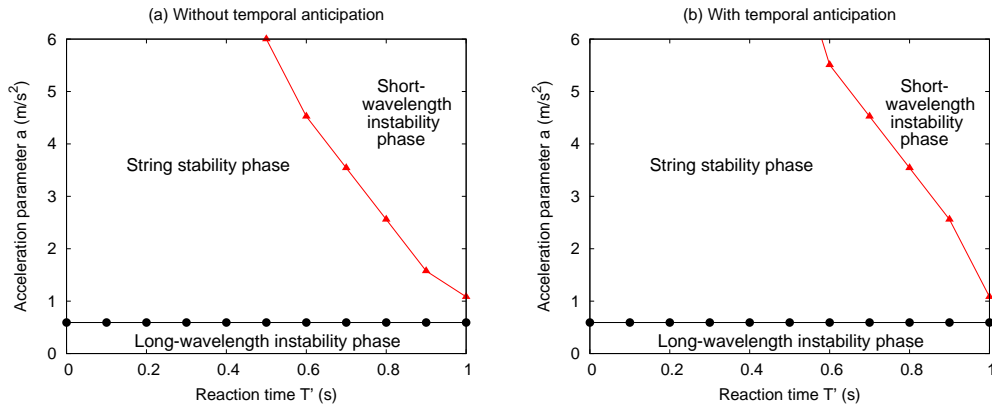 (a) Without temporal anticipation
Acceleration parameter a (m/s²)
6
5
4
3
2
1
0
Short-
wavelength
instability
phase
String stability phase
Long-wavelength instability phase
0
0.2
0.4
0.6
0.8
1
Reaction time T' (s)
(b) With temporal anticipation
Acceleration parameter a (m/s²)
6
5
4
3
2
1
0
Short-
wavelength
instability
phase
String stability phase
Long-wavelength instability phase
0
0.2
0.4
0.6
0.8
1
Reaction time T' (s)